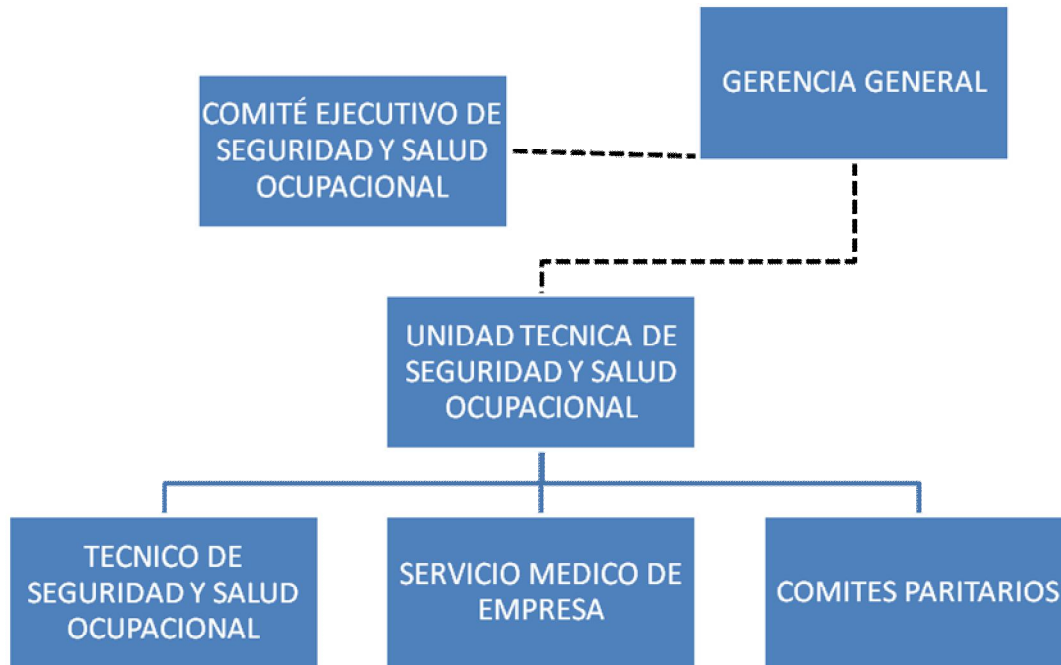 GERENCIA GENERAL
COMITÉ EJECUTIVO DE
SEGURIDAD Y SALUD
OCUPACIONAL
UNIDAD TECNICA DE
SEGURIDAD Y SALUD
OCUPACIONAL
TECNICO DE
SEGURIDAD Y SALUD
OCUPACIONAL
SERVICIO MEDICO DE
EMPRESA
COMITES PARITARIOS